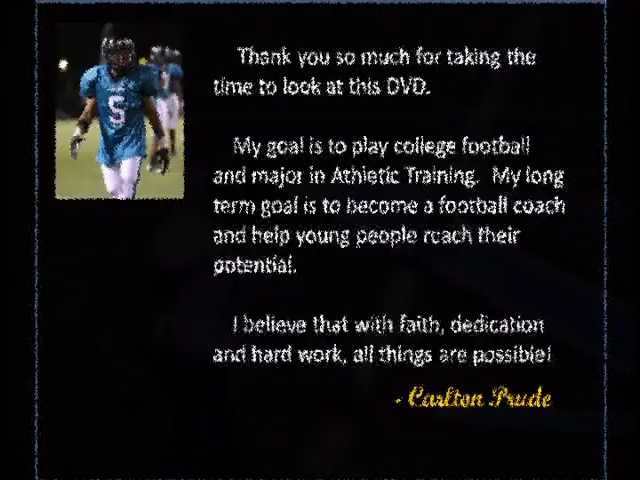 5
Thank you so much for taking the
time to look at this DVD.
My goal is to play college football
and major in Athletic Training. My long
term goal is to become a football coach
and help young people reach their
potential.
I believe that with faith, dedication
and hard work, all things are possible!
- Carlton Prude